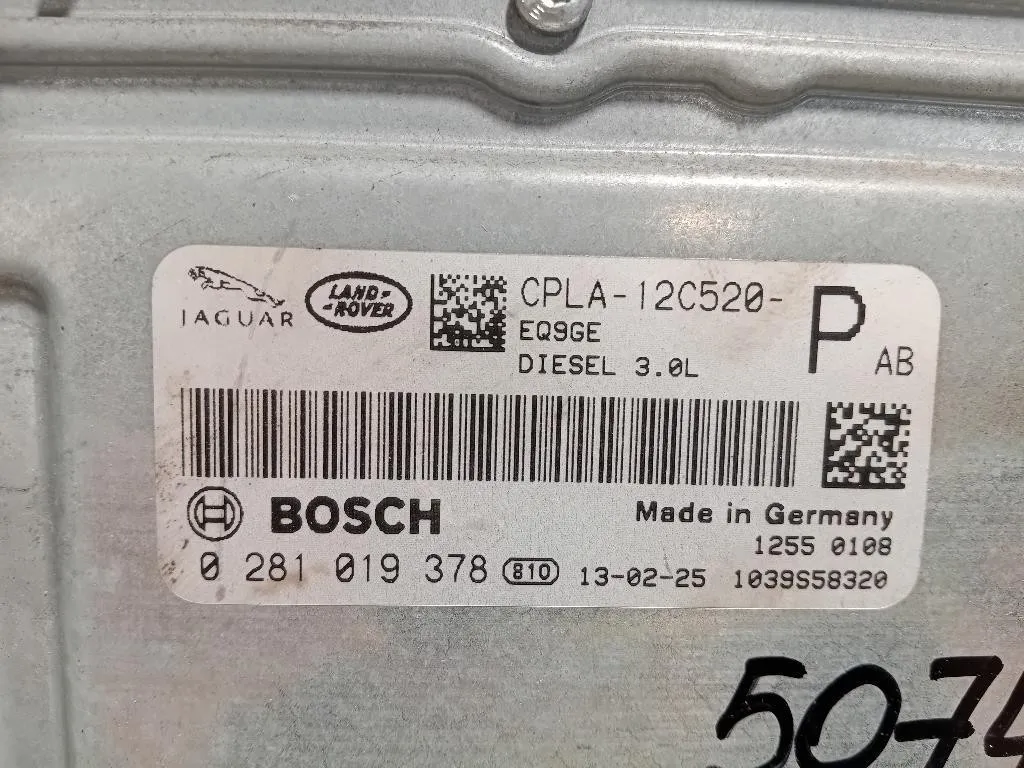 JAGUAR
LAND-
-ROVER
CPLA-12C520-
P AB
EQ9GE
DIESEL 3.0L
BOSCH
Made in Germany
1255 0108
0 281 019 378 810 13-02-25 1039S58320
5074